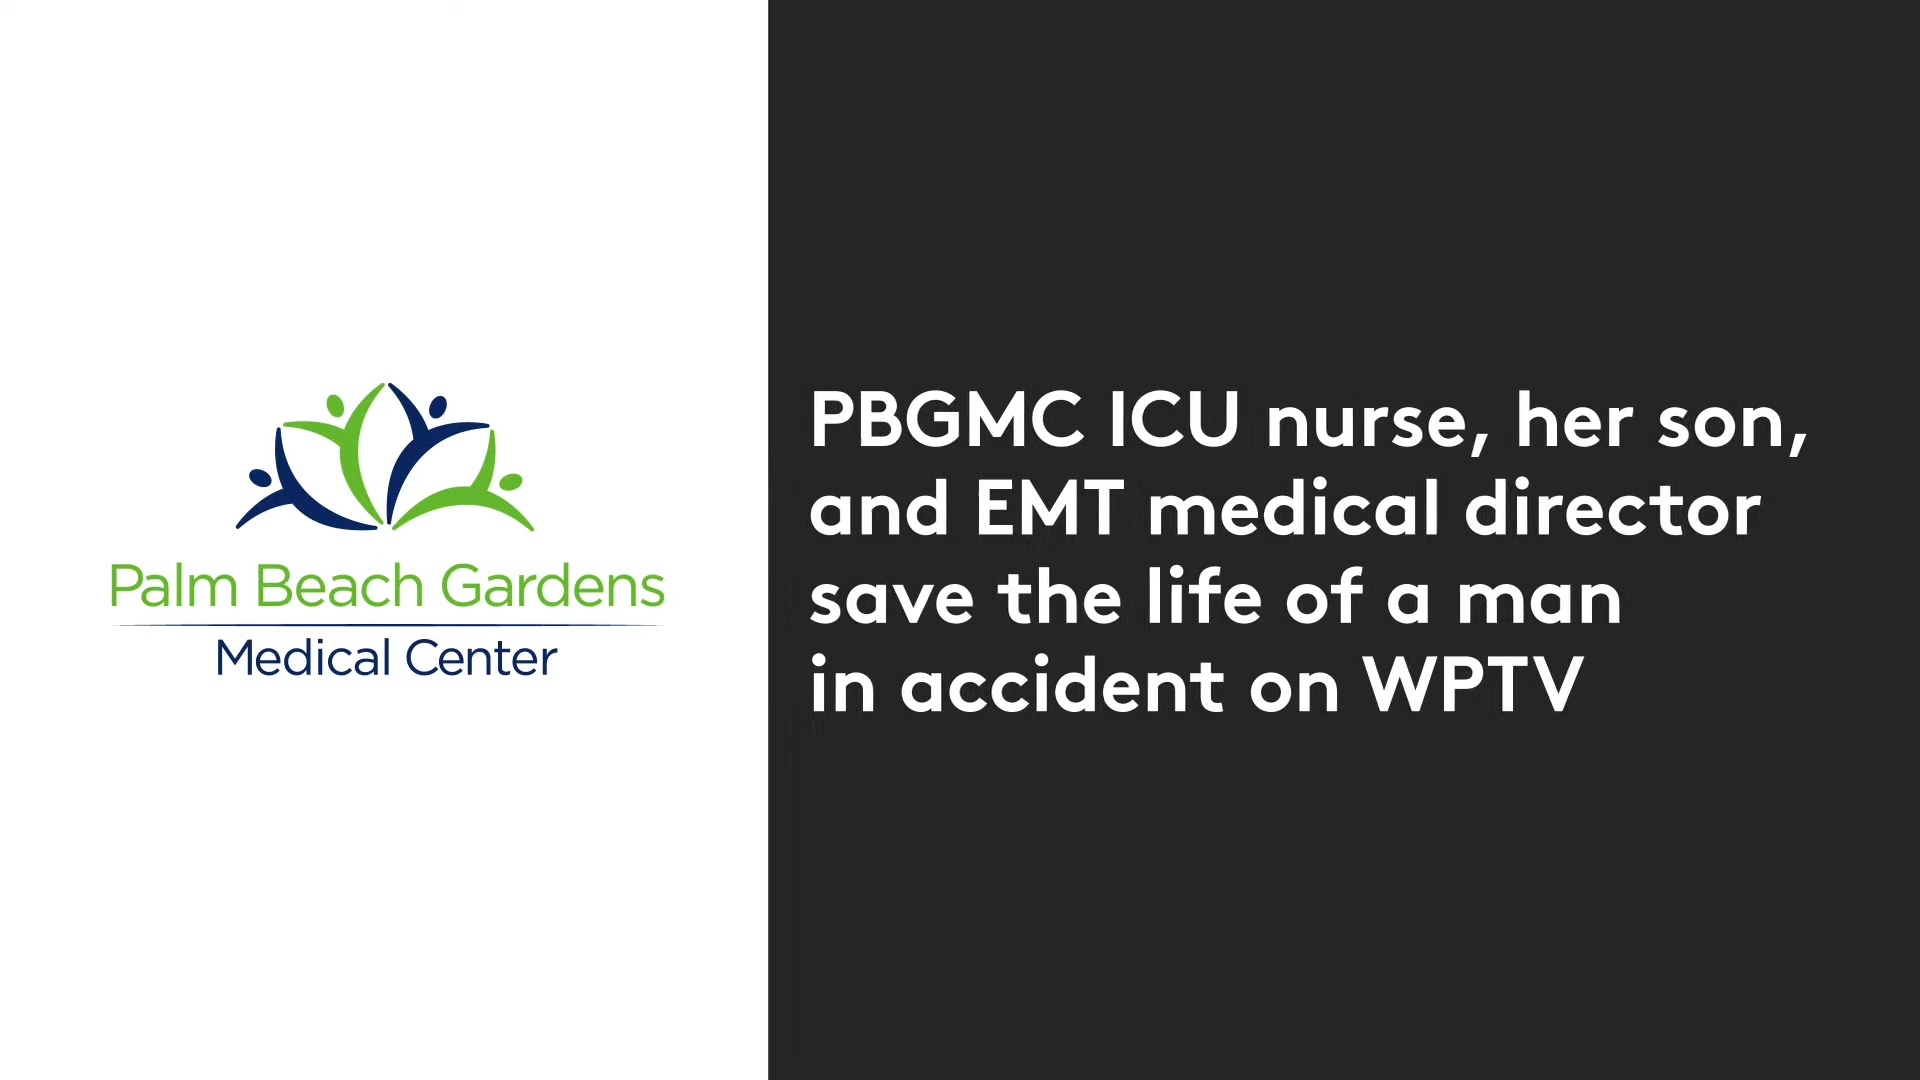 Palm Beach Gardens
Medical Center
PBGMC ICU nurse, her son,
and EMT medical director
save the life of a man
in accident on WPTV